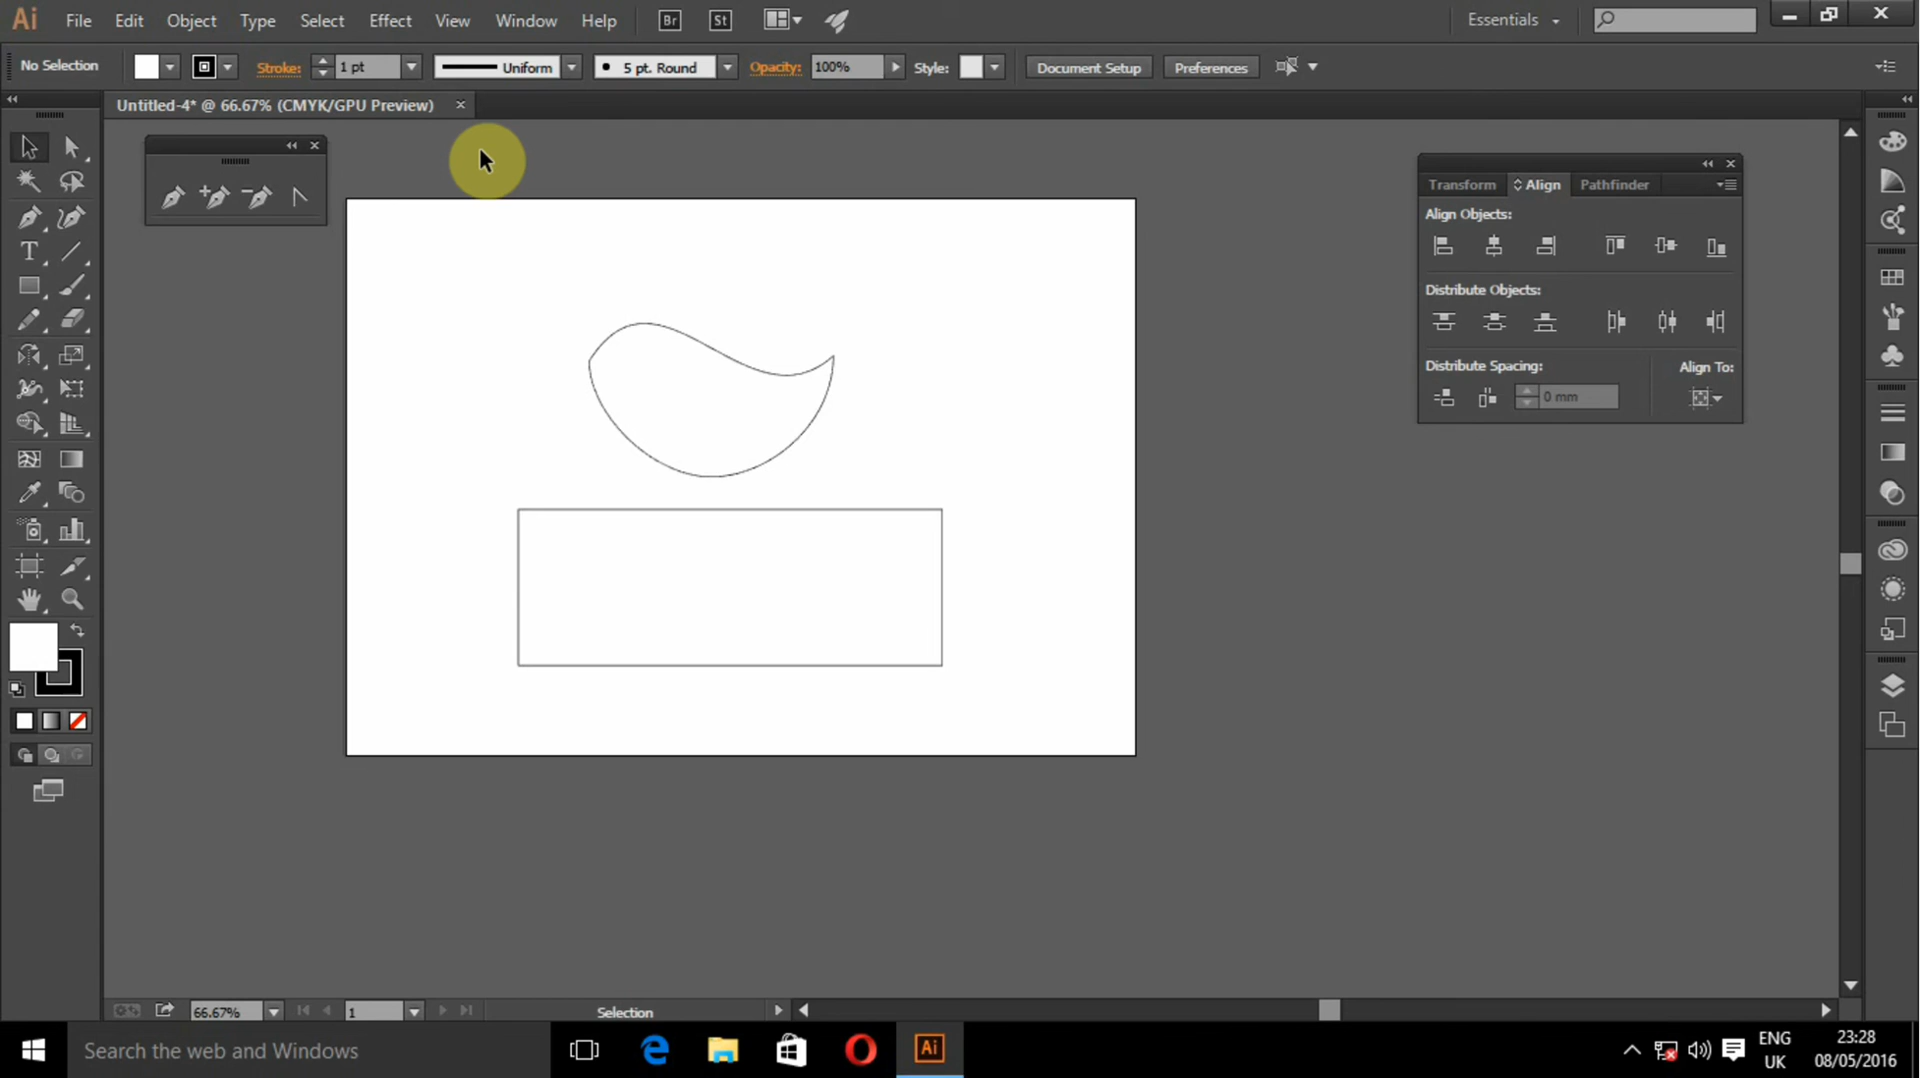 Ai File Edit Object Type Select Effect View Window Help Br St Essentials
No Selection Stroke: 1 pt Uniform 5 pt. Round Opacity: 100% Style: Document Setup Preferences
Untitled-4* @ 66.67% (CMYK/GPU Preview)
Transform Align Pathfinder
Align Objects:
Distribute Objects:
Distribute Spacing: Align To:
0 mm
66.67% 1 Selection
Search the web and Windows
Ai
ENG
UK
23:28
08/05/2016